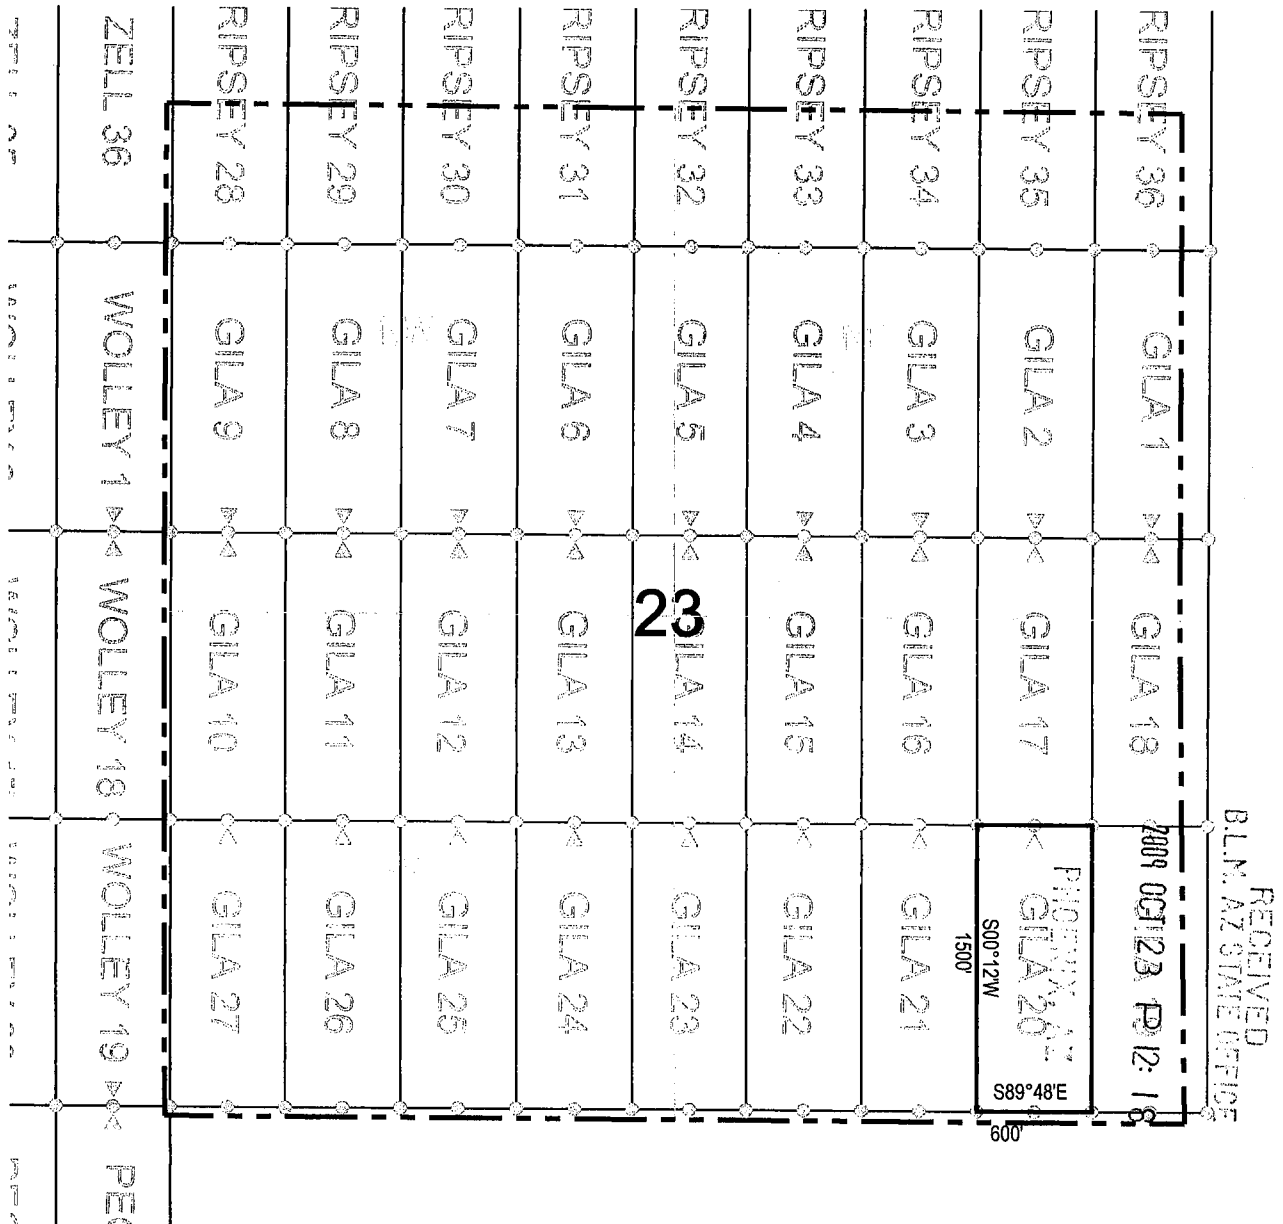 ZELL 36
RIPSEY 28
RIPSEY 29
RIPSEY 30
RIPSEY 31
RIPSEY 32
RIPSEY 33
RIPSEY 34
RIPSEY 35
RIPSEY 36
WOLLEY 1
GILA 9
GILA 8
GILA 7
GILA 6
GILA 5
GILA 4
GILA 3
GILA 2
GILA 1
23
WOLLEY 18
GILA 10
GILA 11
GILA 12
GILA 13
GILA 14
GILA 15
GILA 16
GILA 17
GILA 18
WOLLEY 19
GILA 27
GILA 26
GILA 25
GILA 24
GILA 23
GILA 22
GILA 21
GILA 20
S00°12'W
1500'
S89°48'E
600'
RECEIVED
B.L.M. AZ STATE OFFICE
2009 OCT 23 P 12: 18
PHOENIX, AZ